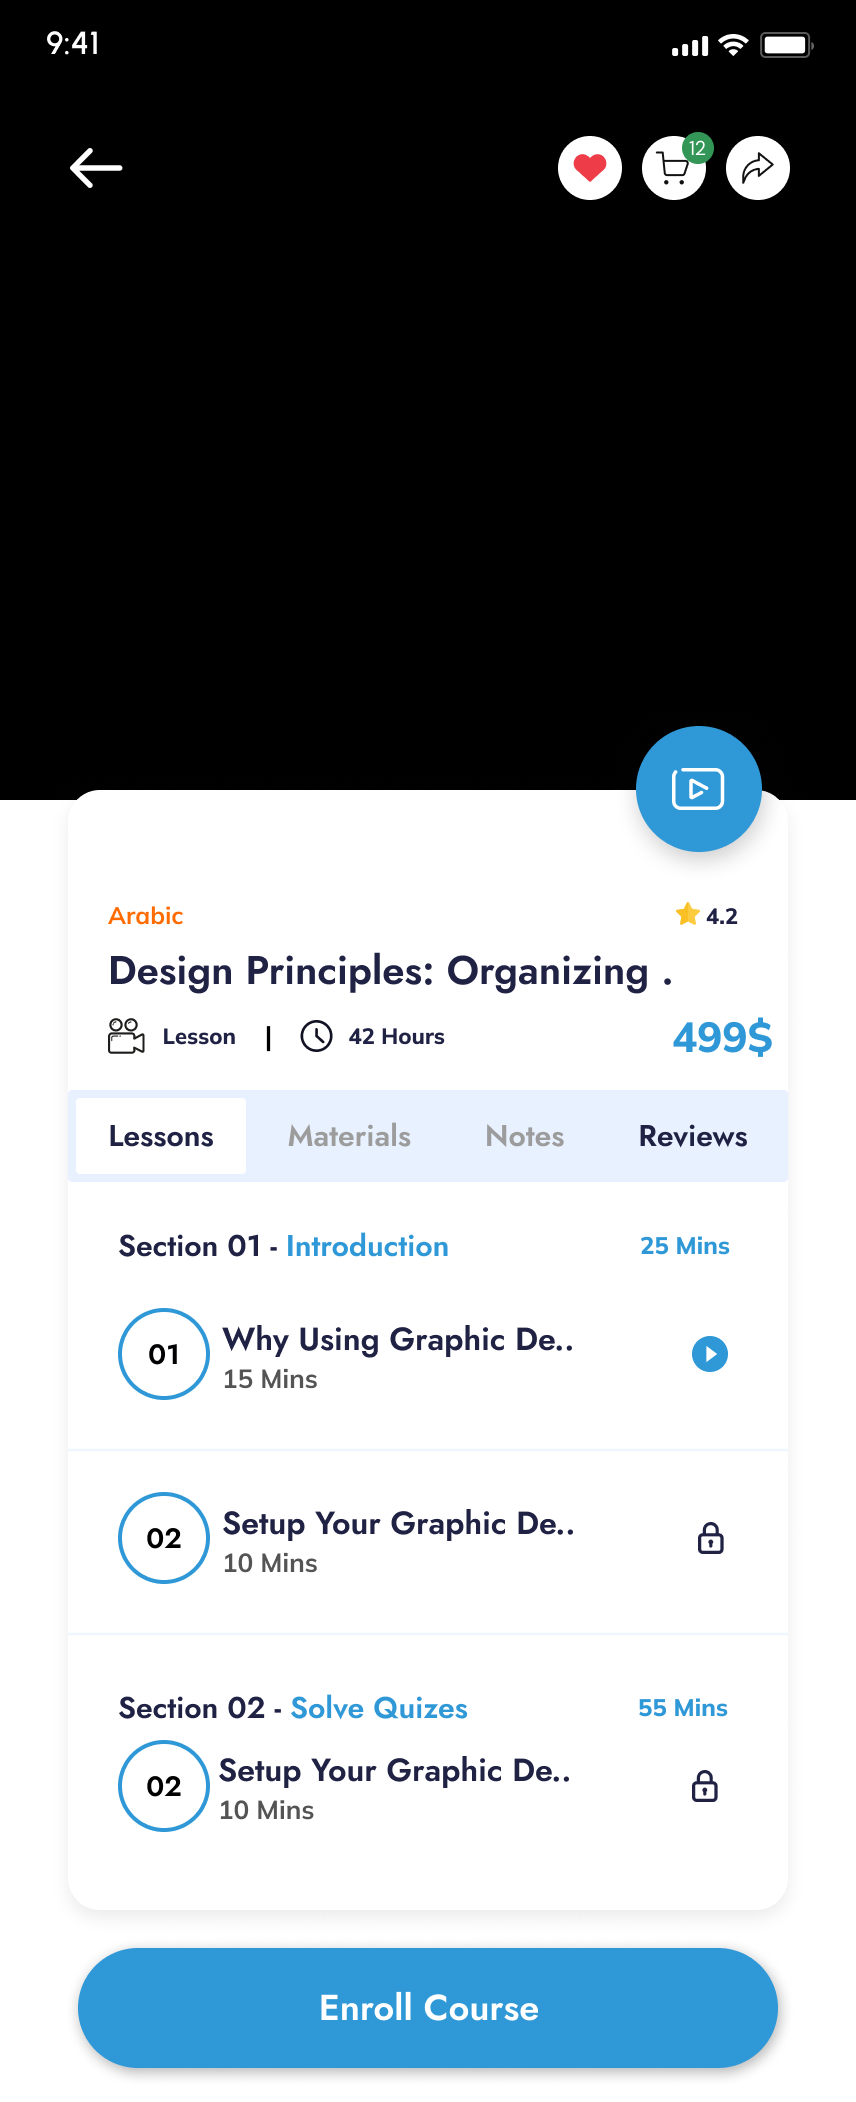 9:41
12
Arabic
4.2
Design Principles: Organizing .
Lesson | 42 Hours
499$
Lessons Materials Notes Reviews
Section 01 - Introduction 25 Mins
01
Why Using Graphic De..
15 Mins
02
Setup Your Graphic De..
10 Mins
Section 02 - Solve Quizes 55 Mins
02
Setup Your Graphic De..
10 Mins
Enroll Course